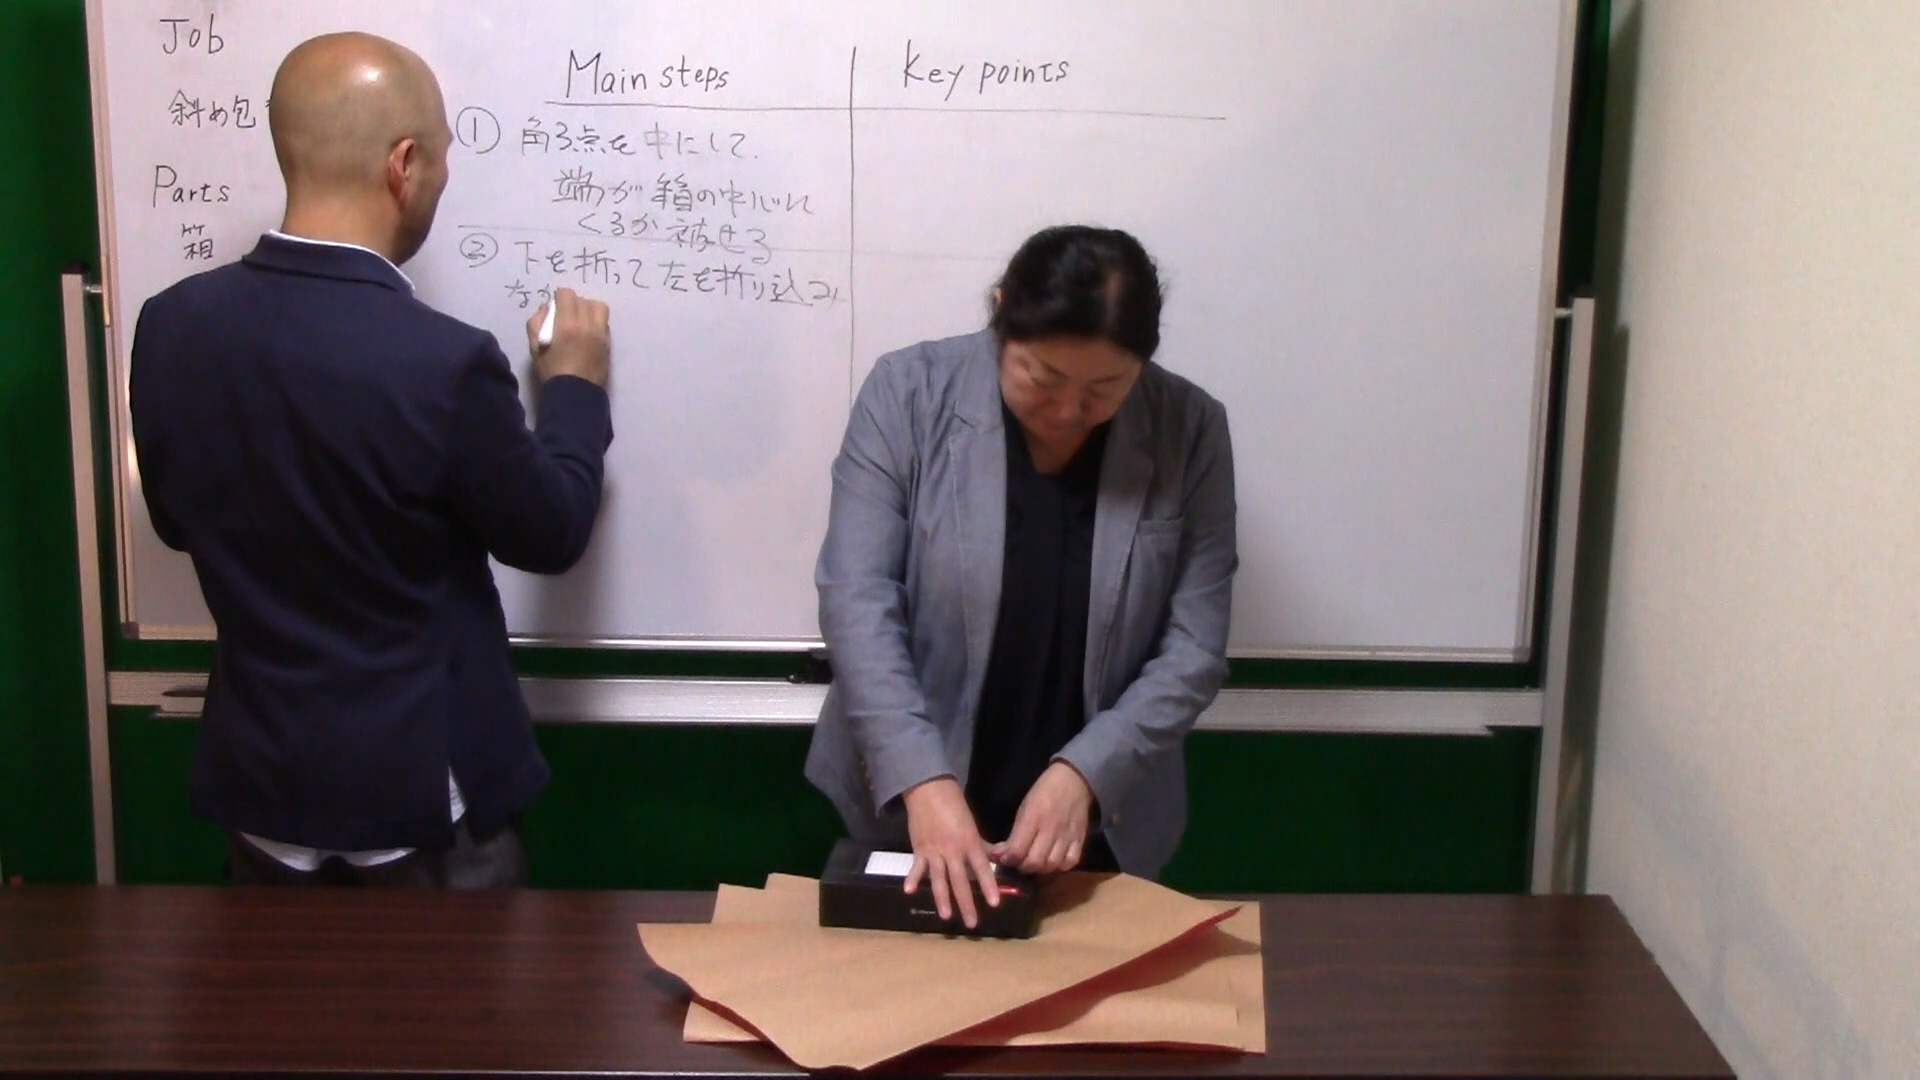 Job
斜め包
Parts
箱
Main steps
Key points
① 角3点を中にして.
端が箱の中心に
くるか被せる
② 下を折って左を折り込み
なが